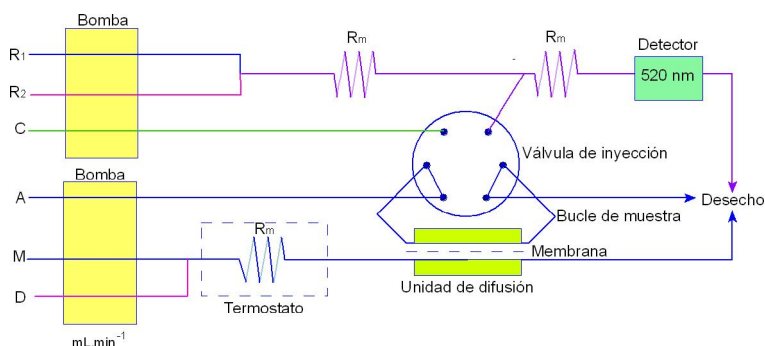 Bomba
R1
R2
C
Rm
Rm
Detector
520 nm
Válvula de inyección
Bomba
A
M
D
Rm
Termostato
Bucle de muestra
Desecho
Membrana
Unidad de difusión
mL.min-1